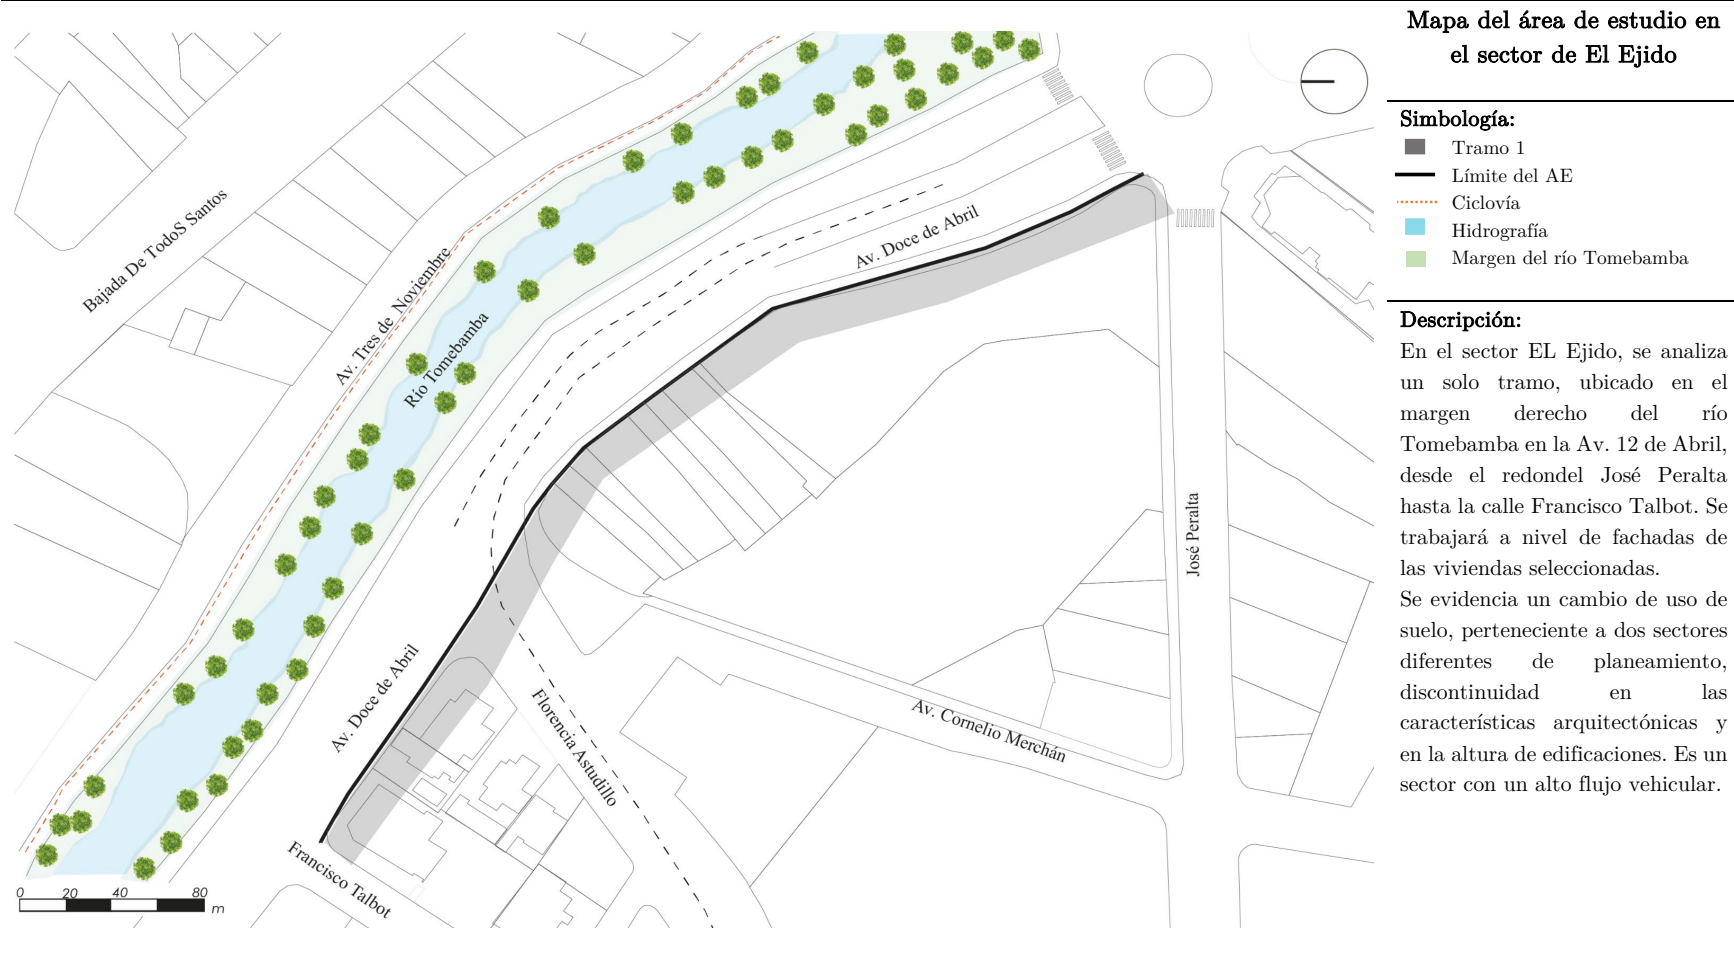 Mapa del área de estudio en
el sector de El Ejido
Simbología:
Tramo 1
Límite del AE
Ciclovía
Hidrografía
Margen del río Tomebamba
Descripción:
En el sector EL Ejido, se analiza
un solo tramo, ubicado en el
margen derecho del río
Tomebamba en la Av. 12 de Abril,
desde el redondel José Peralta
hasta la calle Francisco Talbot. Se
trabajará a nivel de fachadas de
las viviendas seleccionadas.
Se evidencia un cambio de uso de
suelo, perteneciente a dos sectores
diferentes de planeamiento,
discontinuidad en las
características arquitectónicas y
en la altura de edificaciones. Es un
sector con un alto flujo vehicular.
Bajada De TodoS Santos
Av. Tres de Noviembre
Río Tomebamba
Av. Doce de Abril
José Peralta
Av. Doce de Abril
Florencia Astudillo
Av. Cornelio Merchán
Francisco Talbot
0 20 40 80
m